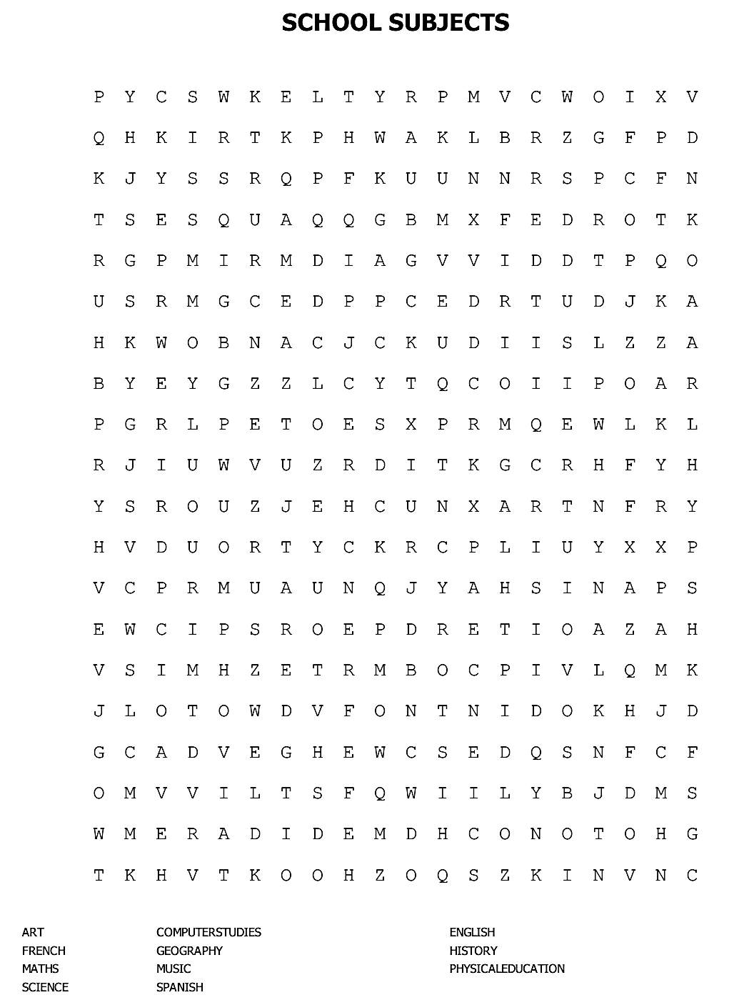 SCHOOL SUBJECTS
P Y C S W K E L T Y R P M V C W O I X V
Q H K I R T K P H W A K L B R Z G F P D
K J Y S S R Q P F K U U N N R S P C F N
T S E S Q U A Q Q G B M X F E D R O T K
R G P M I R M D I A G V V I D D T P Q O
U S R M G C E D P P C E D R T U D J K A
H K W O B N A C J C K U D I I S L Z Z A
B Y E Y G Z Z L C Y T Q C O I I P O A R
P G R L P E T O E S X P R M Q E W L K L
R J I U W V U Z R D I T K G C R H F Y H
Y S R O U Z J E H C U N X A R T N F R Y
H V D U O R T Y C K R C P L I U Y X X P
V C P R M U A U N Q J Y A H S I N A P S
E W C I P S R O E P D R E T I O A Z A H
V S I M H Z E T R M B O C P I V L Q M K
J L O T O W D V F O N T N I D O K H J D
G C A D V E G H E W C S E D Q S N F C F
O M V V I L T S F Q W I I L Y B J D M S
W M E R A D I D E M D H C O N O T O H G
T K H V T K O O H Z O Q S Z K I N V N C
ART COMPUTERSTUDIES ENGLISH
FRENCH GEOGRAPHY HISTORY
MATHS MUSIC PHYSICALEDUCATION
SCIENCE SPANISH